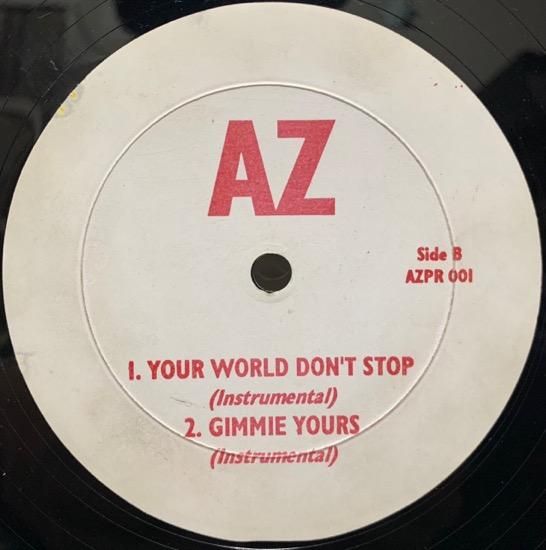 AZ
Side B
AZPR 001
1. YOUR WORLD DON'T STOP
(Instrumental)
2. GIMMIE YOURS
(Instrumental)